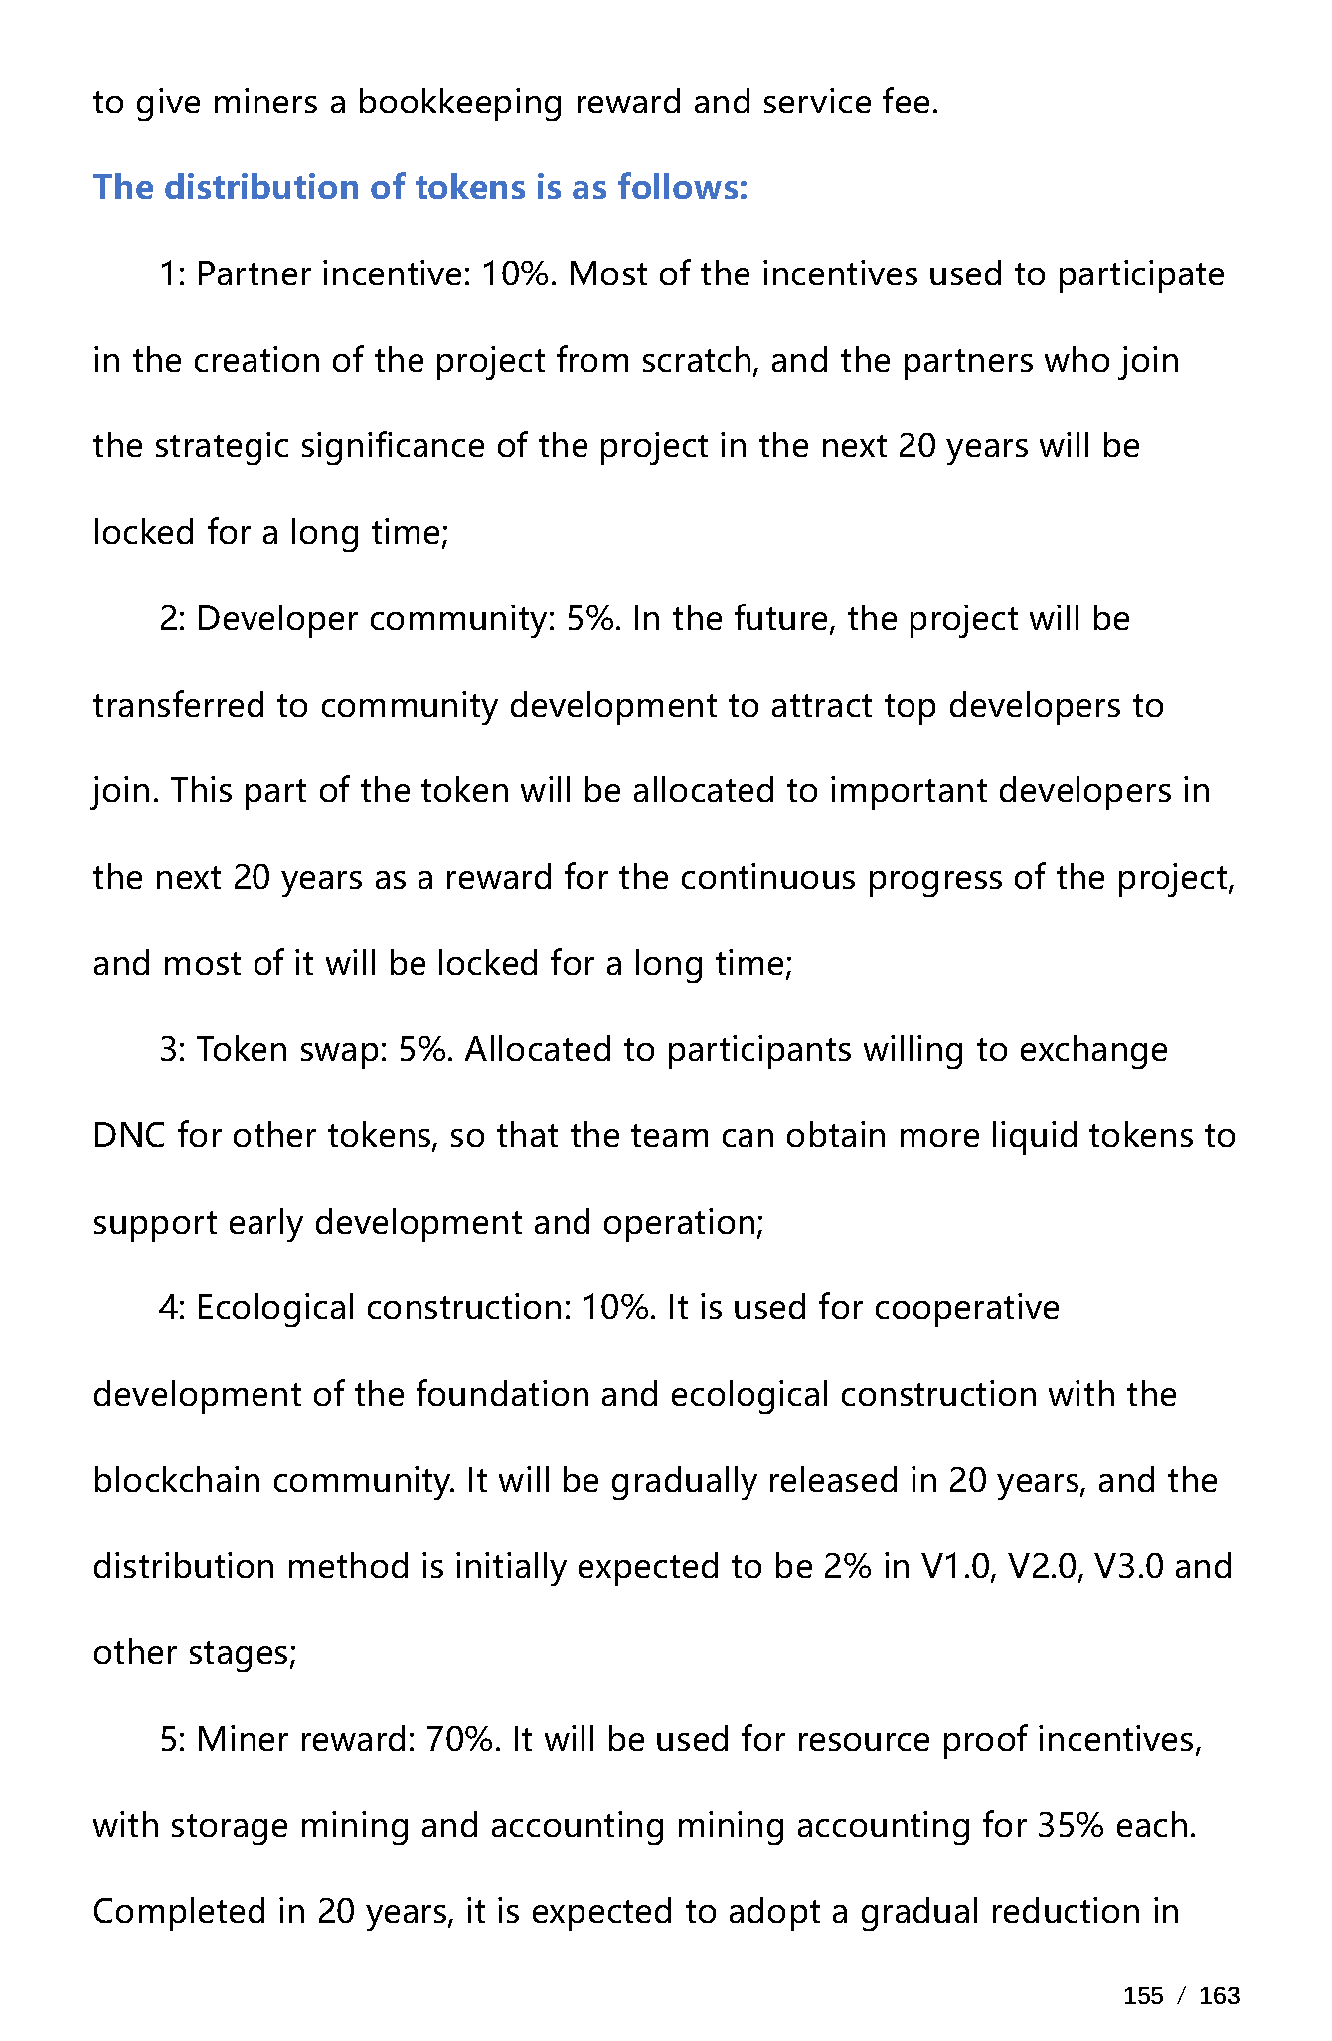 to give miners a bookkeeping reward and service fee.
The distribution of tokens is as follows:
1: Partner incentive: 10%. Most of the incentives used to participate
in the creation of the project from scratch, and the partners who join
the strategic significance of the project in the next 20 years will be
locked for a long time;
2: Developer community: 5%. In the future, the project will be
transferred to community development to attract top developers to
join. This part of the token will be allocated to important developers in
the next 20 years as a reward for the continuous progress of the project,
and most of it will be locked for a long time;
3: Token swap: 5%. Allocated to participants willing to exchange
DNC for other tokens, so that the team can obtain more liquid tokens to
support early development and operation;
4: Ecological construction: 10%. It is used for cooperative
development of the foundation and ecological construction with the
blockchain community. It will be gradually released in 20 years, and the
distribution method is initially expected to be 2% in V1.0, V2.0, V3.0 and
other stages;
5: Miner reward: 70%. It will be used for resource proof incentives,
with storage mining and accounting mining accounting for 35% each.
Completed in 20 years, it is expected to adopt a gradual reduction in
155 / 163